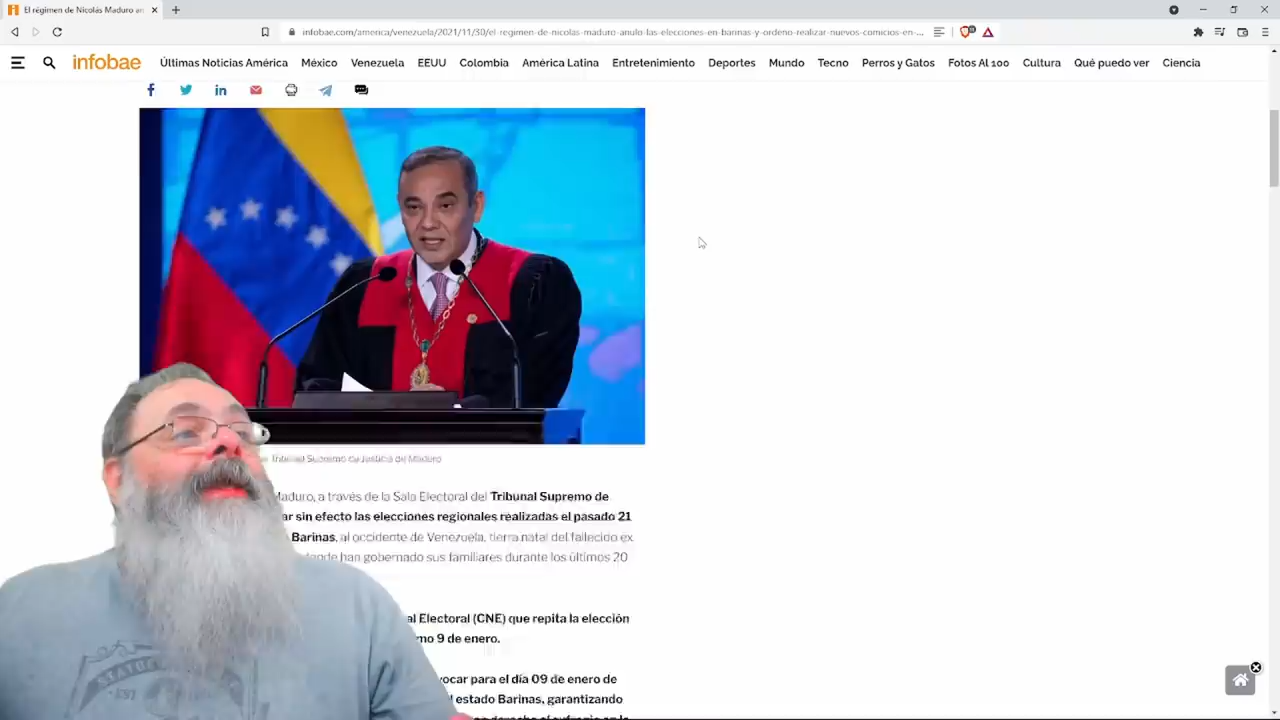 El régimen de Nicolás Maduro an
infobae.com/america/venezuela/2021/11/30/el-regimen-de-nicolas-maduro-anulo-las-elecciones-en-barinas-y-ordeno-realizar-nuevos-comicios-en-...
infobae
Últimas Noticias América México Venezuela EEUU Colombia América Latina Entretenimiento Deportes Mundo Tecno Perros y Gatos Fotos Al 100 Cultura Qué puedo ver Ciencia
Tribunal Supremo de Justicia de Maduro
Maduro, a través de la Sala Electoral del Tribunal Supremo de
ar sin efecto las elecciones regionales realizadas el pasado 21
Barinas, al occidente de Venezuela, tierra natal del fallecido ex
donde han gobernado sus familiares durante los últimos 20
al Electoral (CNE) que repita la elección
mo 9 de enero.
vocar para el día 09 de enero de
l estado Barinas, garantizando